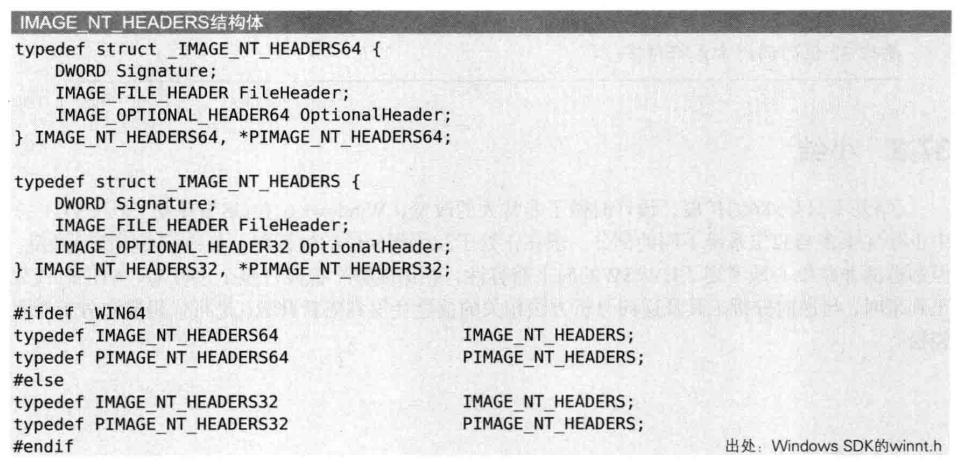 IMAGE_NT_HEADERS结构体
typedef struct _IMAGE_NT_HEADERS64 {
    DWORD Signature;
    IMAGE_FILE_HEADER FileHeader;
    IMAGE_OPTIONAL_HEADER64 OptionalHeader;
} IMAGE_NT_HEADERS64, *PIMAGE_NT_HEADERS64;

typedef struct _IMAGE_NT_HEADERS {
    DWORD Signature;
    IMAGE_FILE_HEADER FileHeader;
    IMAGE_OPTIONAL_HEADER32 OptionalHeader;
} IMAGE_NT_HEADERS32, *PIMAGE_NT_HEADERS32;

#ifdef _WIN64
typedef IMAGE_NT_HEADERS64 IMAGE_NT_HEADERS;
typedef PIMAGE_NT_HEADERS64 PIMAGE_NT_HEADERS;
#else
typedef IMAGE_NT_HEADERS32 IMAGE_NT_HEADERS;
typedef PIMAGE_NT_HEADERS32 PIMAGE_NT_HEADERS;
#endif
出处：Windows SDK的winnt.h